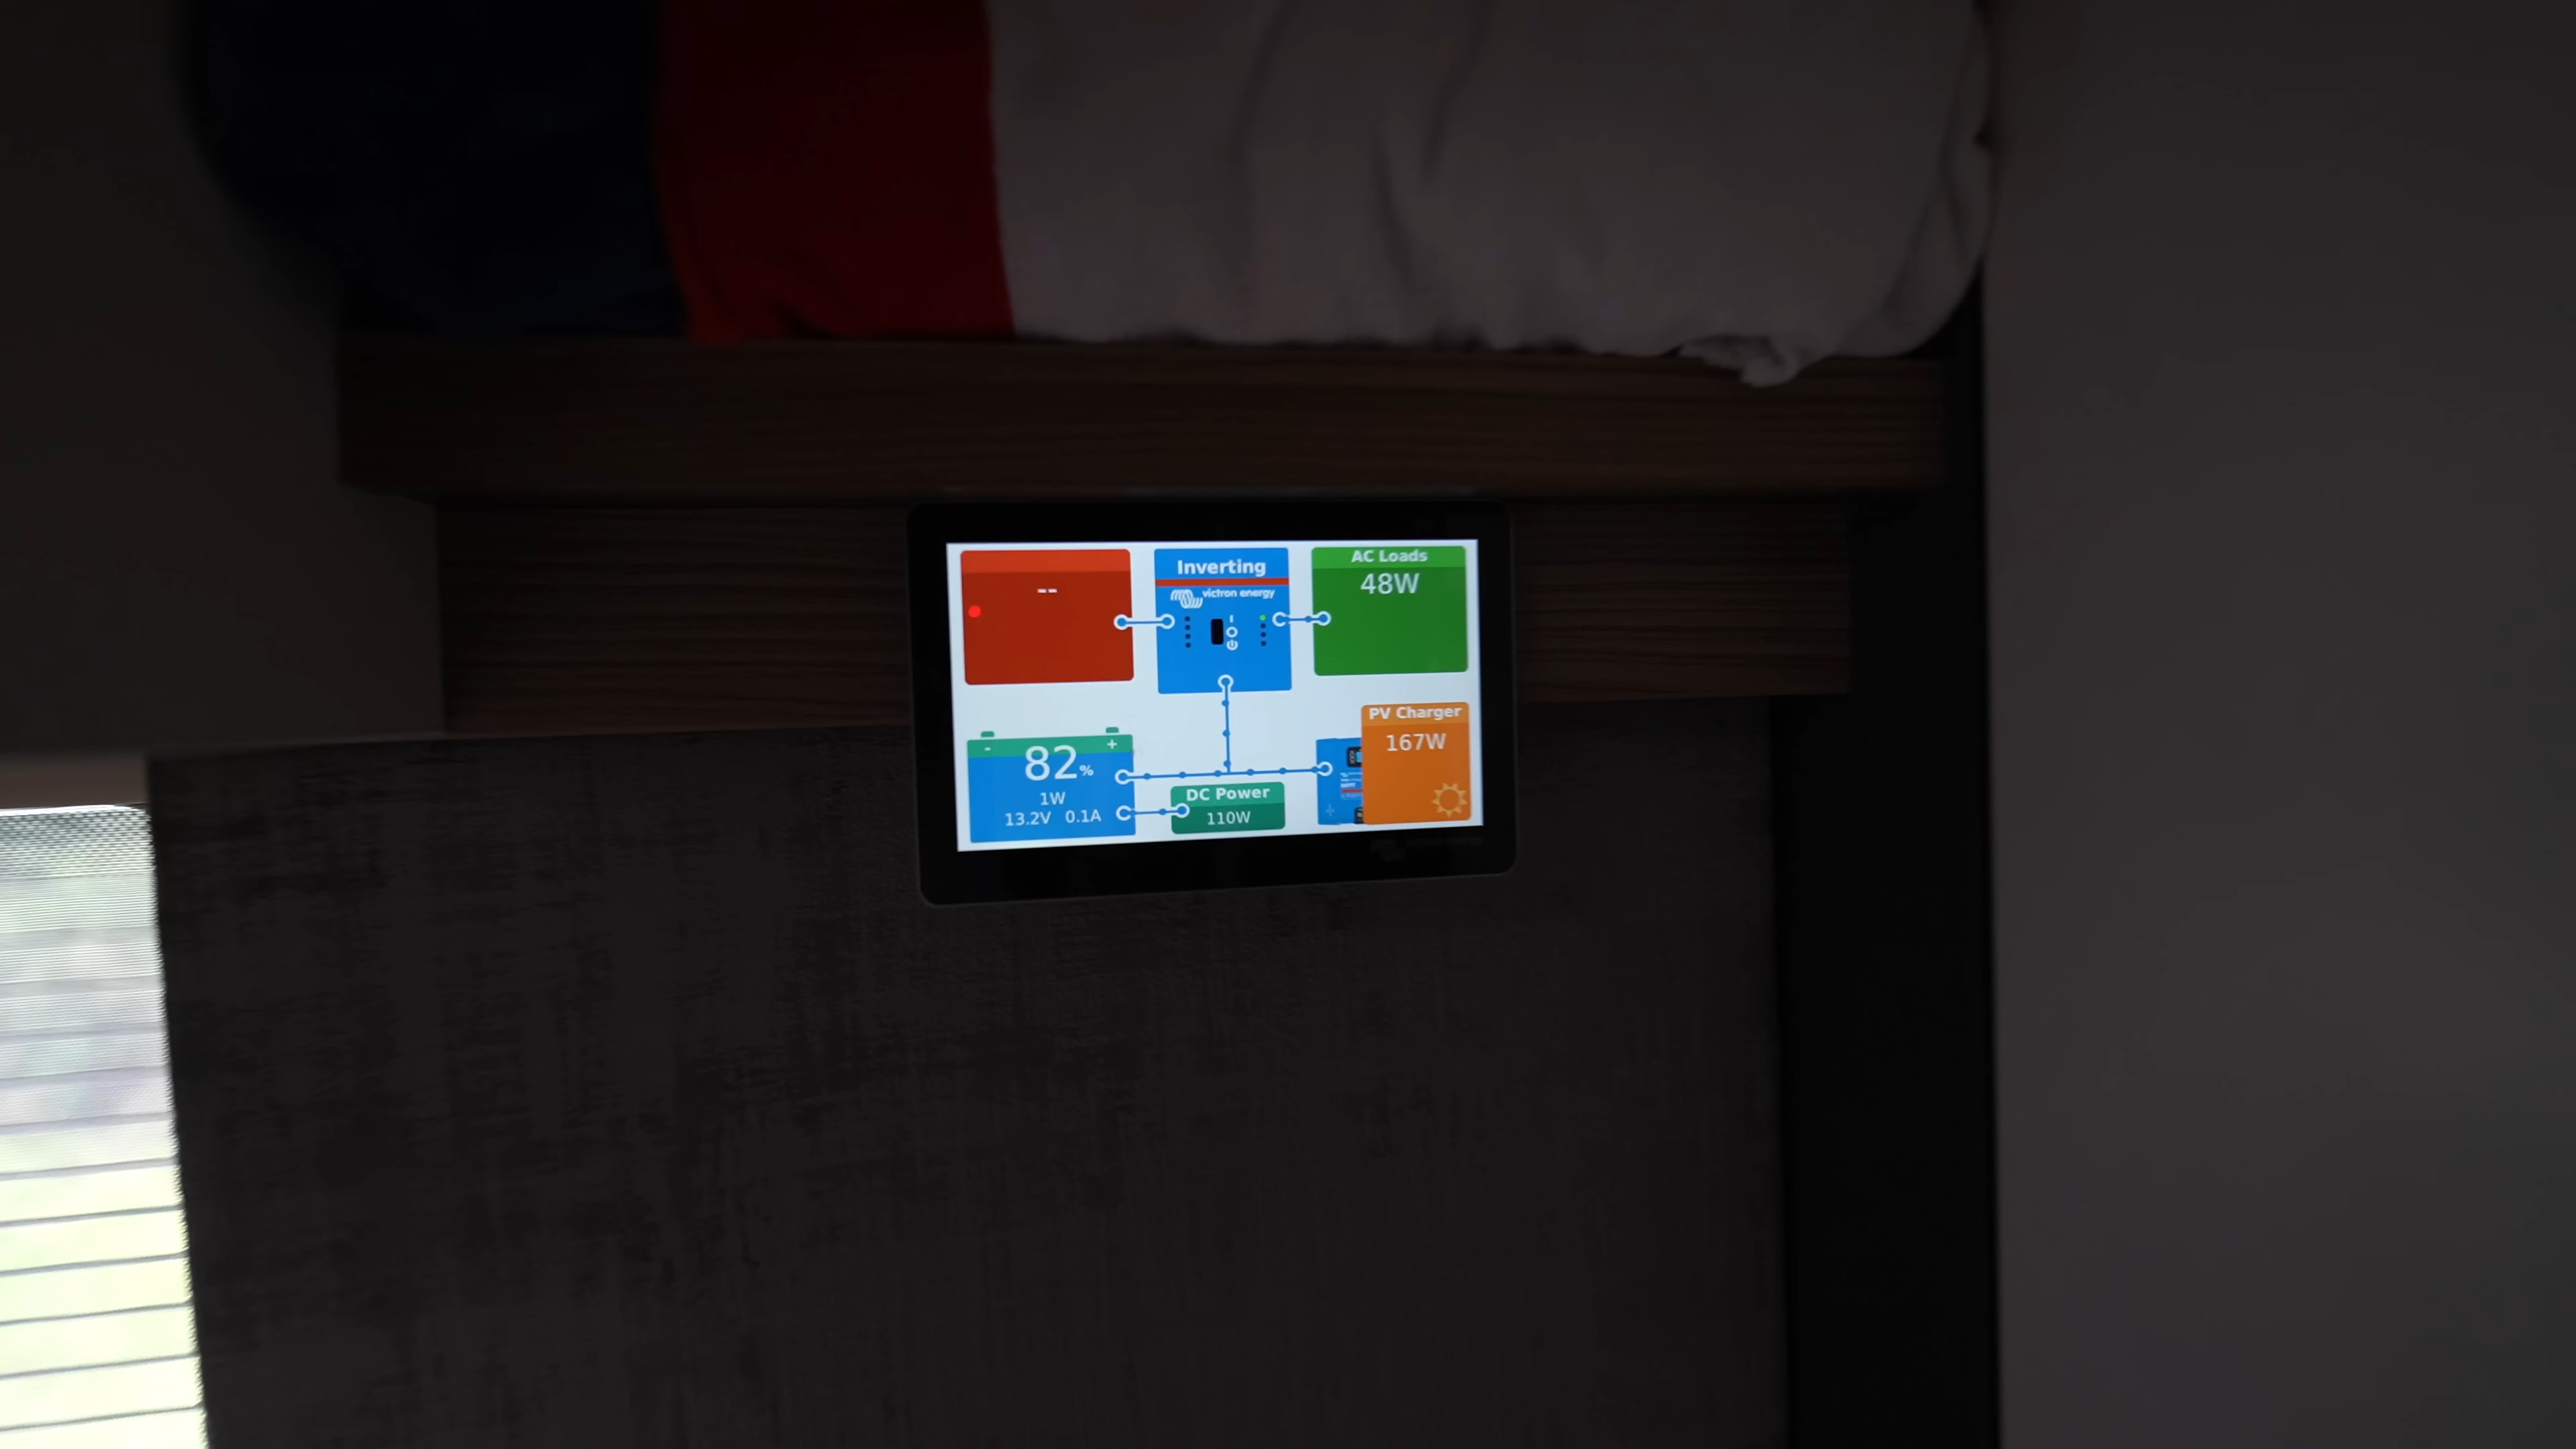 --
Inverting
victron energy
AC Loads
48W
PV Charger
167W
- +
82%
1W
13.2V 0.1A
DC Power
110W